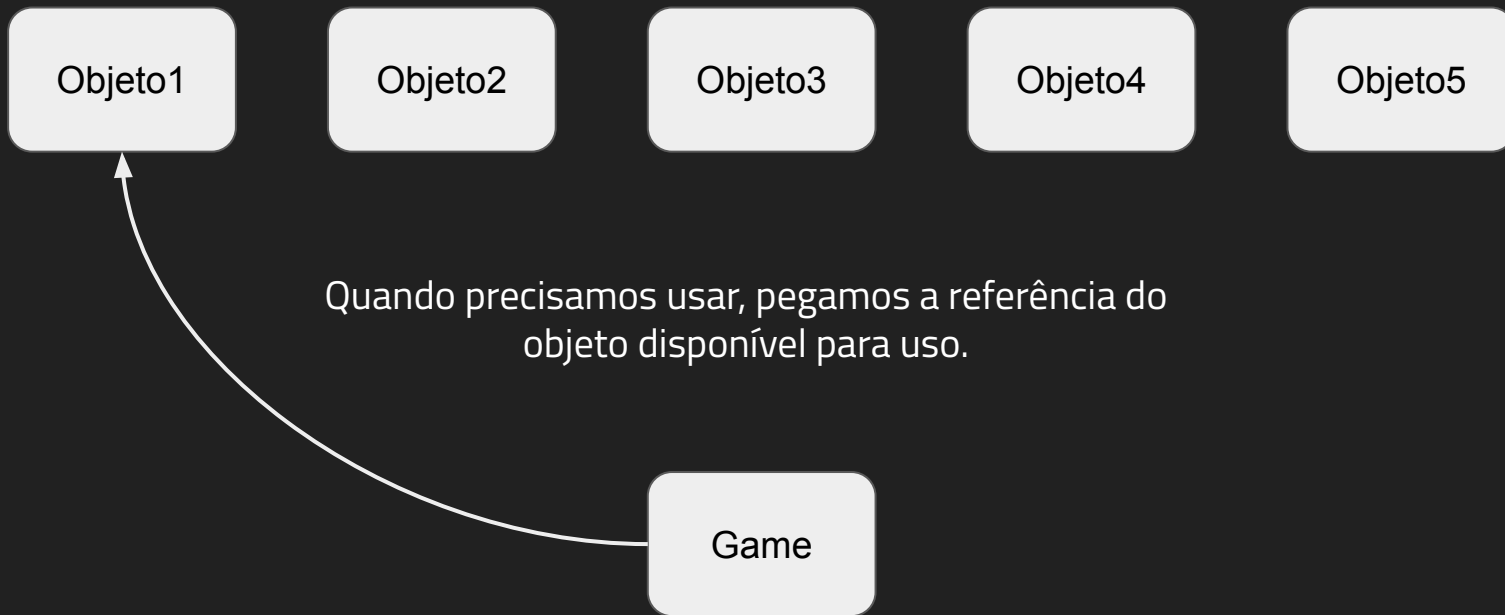 Objeto1
Objeto2
Objeto3
Objeto4
Objeto5
Quando precisamos usar, pegamos a referência do
objeto disponível para uso.
Game